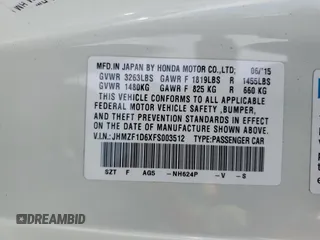 MFD.IN JAPAN BY HONDA MOTOR CO.,LTD. 06/'15
GVWR 3263LBS GAWR F 1819LBS R 1455LBS
GVWR 1480KG GAWR F 825 KG R 660 KG
THIS VEHICLE CONFORMS TO ALL APPLICABLE
FEDERAL MOTOR VEHICLE SAFETY, BUMPER,
AND THEFT PREVENTION STANDARDS IN EFFECT
ON THE DATE OF MANUFACTURE SHOWN ABOVE.
V.I.N:JHMZF1D6XFS003512 TYPE:PASSENGER CAR
SZT F AG5 -NH624P -V -S
DREAMBID